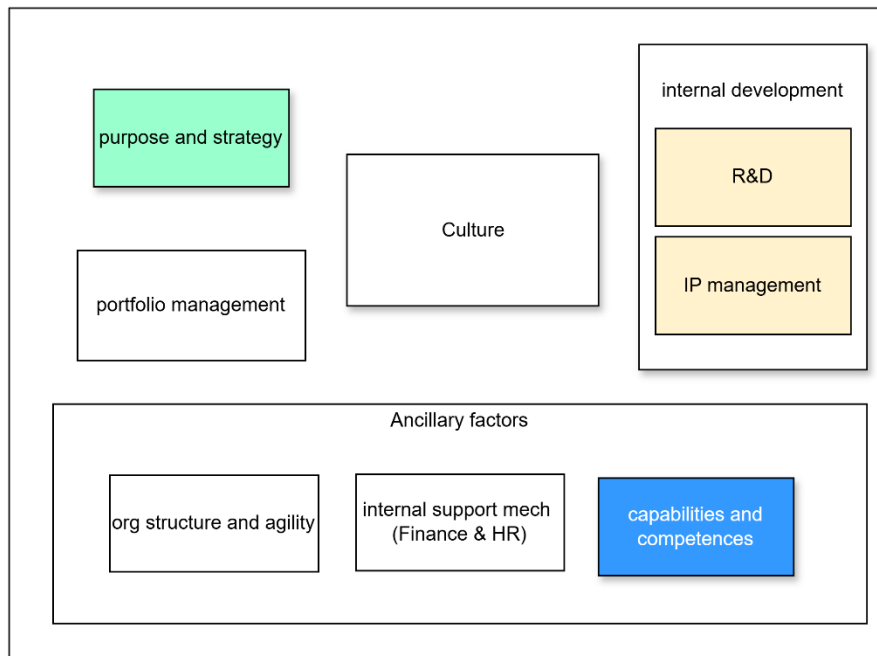 purpose and strategy
portfolio management
Culture
internal development
R&D
IP management
Ancillary factors
org structure and agility
internal support mech
(Finance & HR)
capabilities and
competences